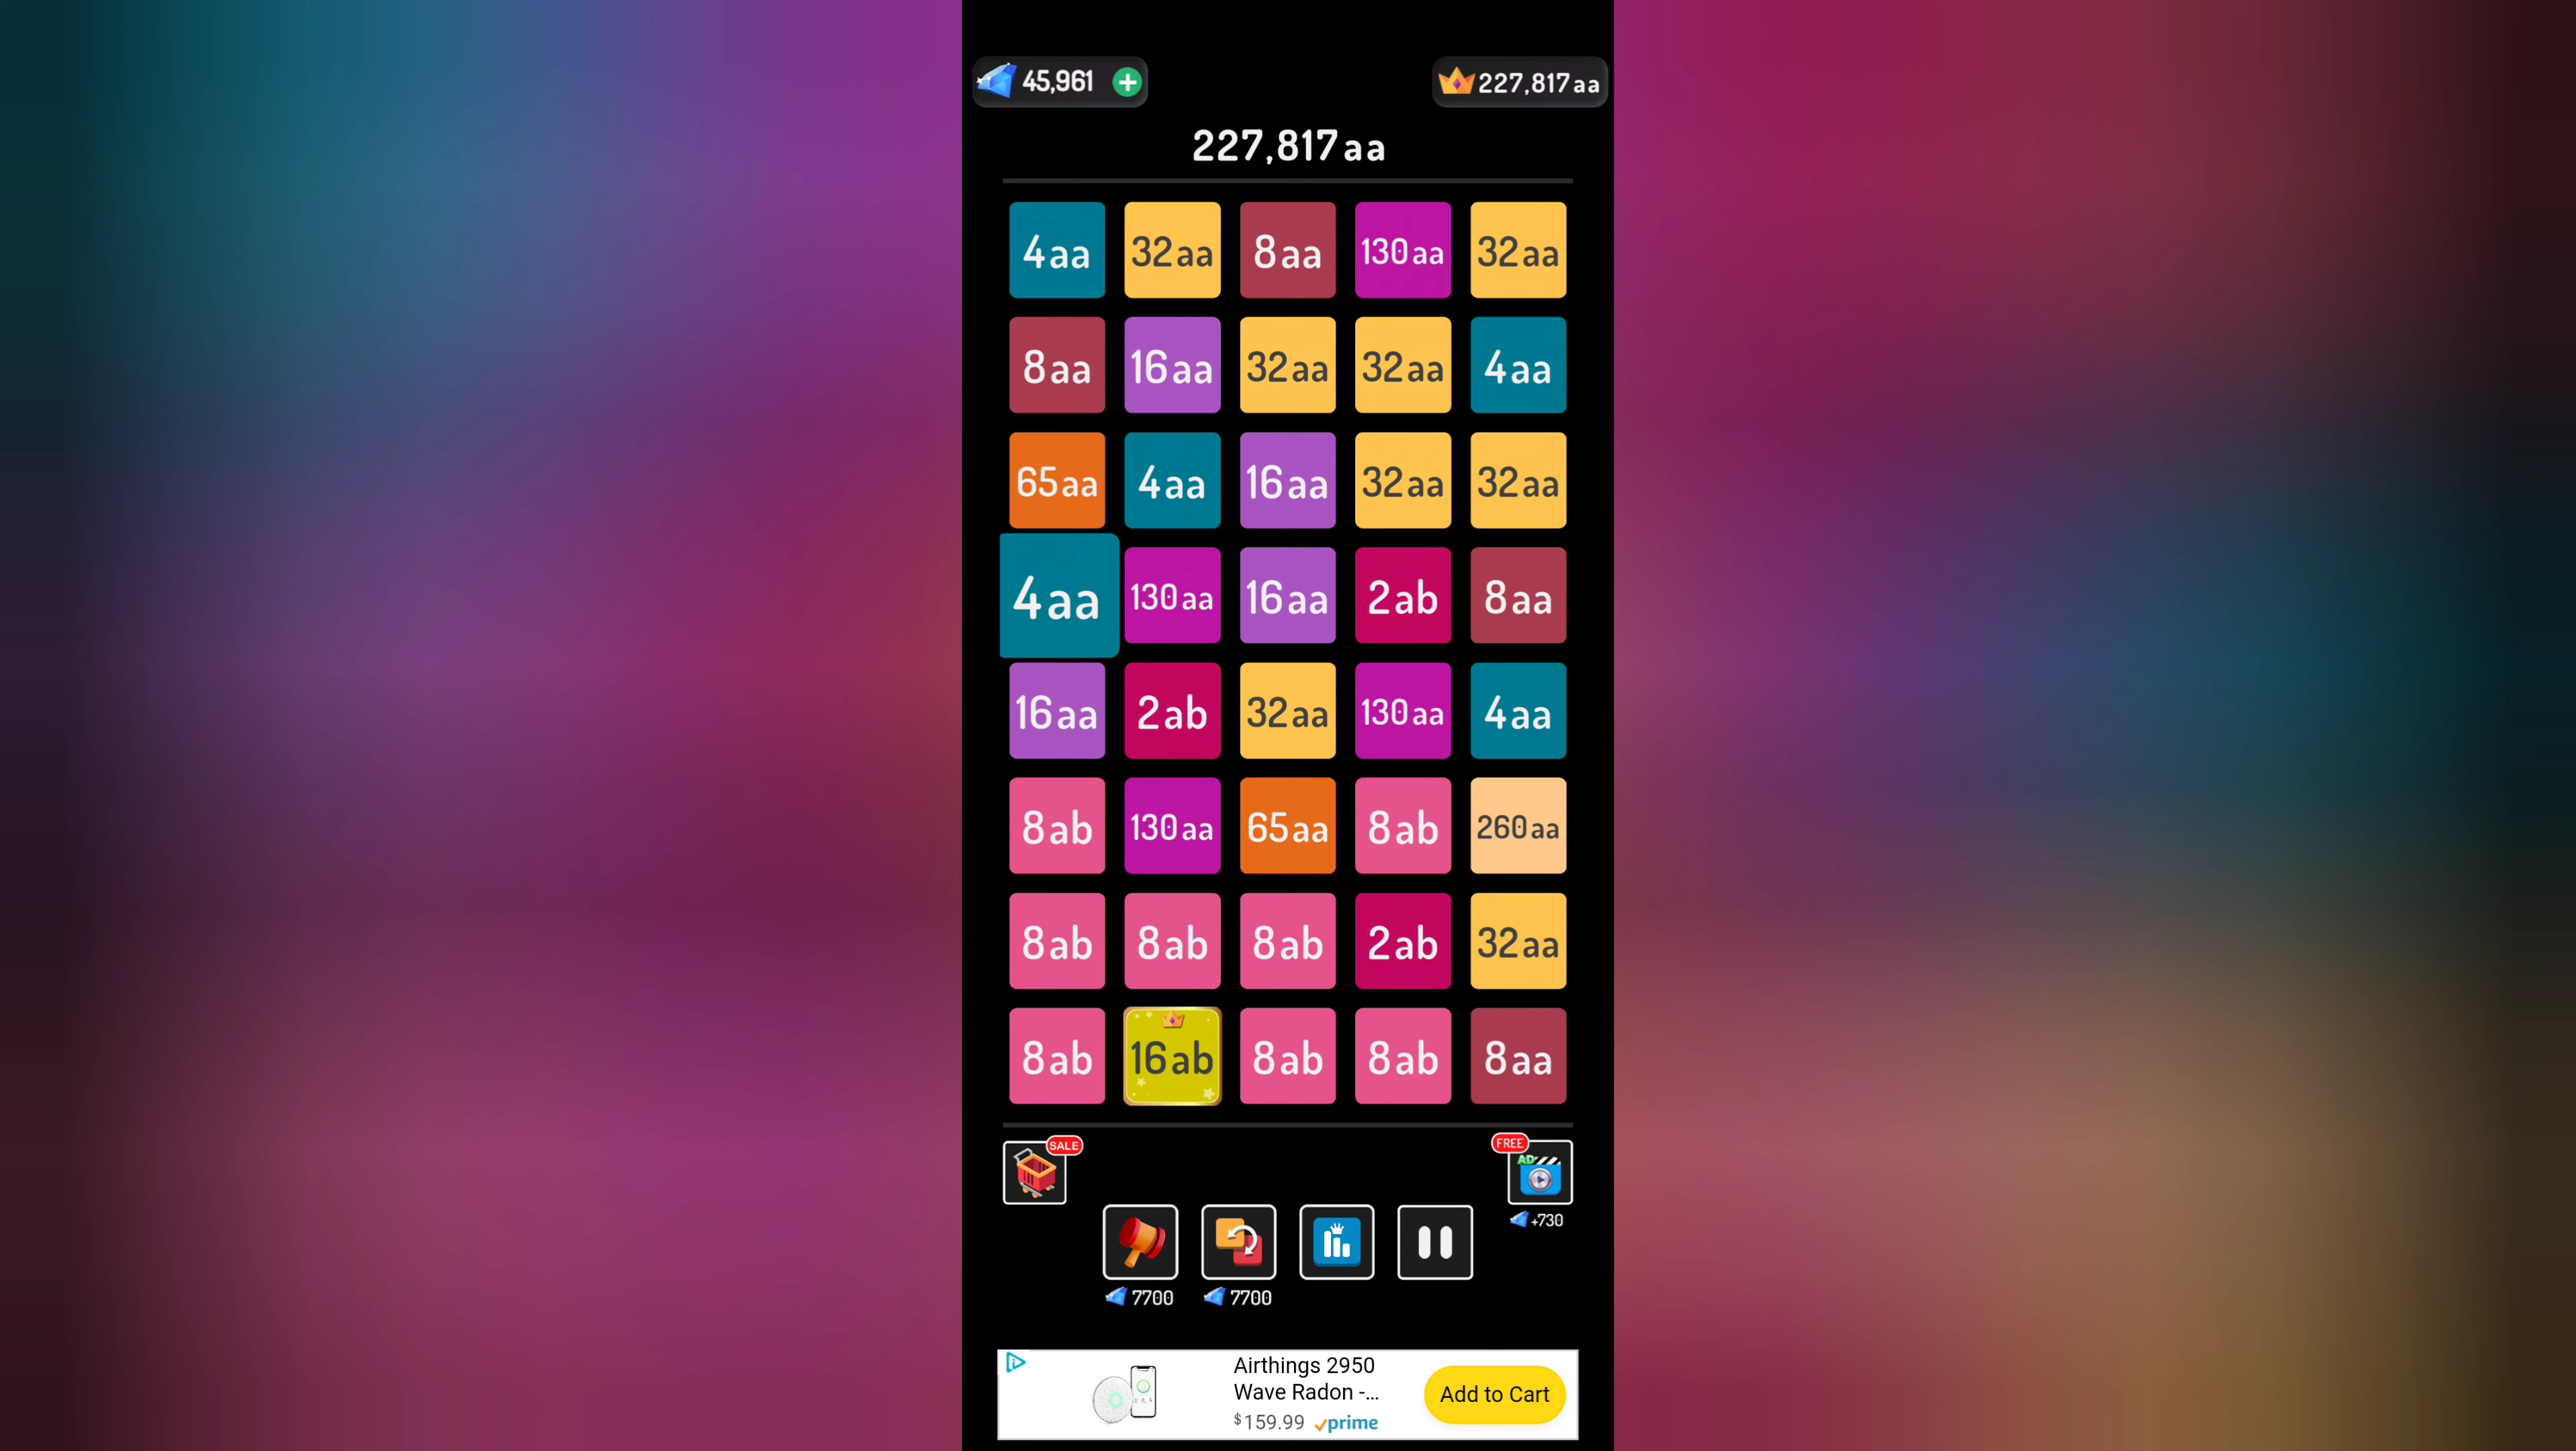 45,961
227,817aa
227,817aa
4aa 32aa 8aa 130aa 32aa
8aa 16aa 32aa 32aa 4aa
65aa 4aa 16aa 32aa 32aa
4aa 130aa 16aa 2ab 8aa
16aa 2ab 32aa 130aa 4aa
8ab 130aa 65aa 8ab 260aa
8ab 8ab 8ab 2ab 32aa
8ab 16ab 8ab 8ab 8aa
SALE
FREE
AD
+730
7700 7700
Airthings 2950
Wave Radon -...
$159.99 prime
Add to Cart